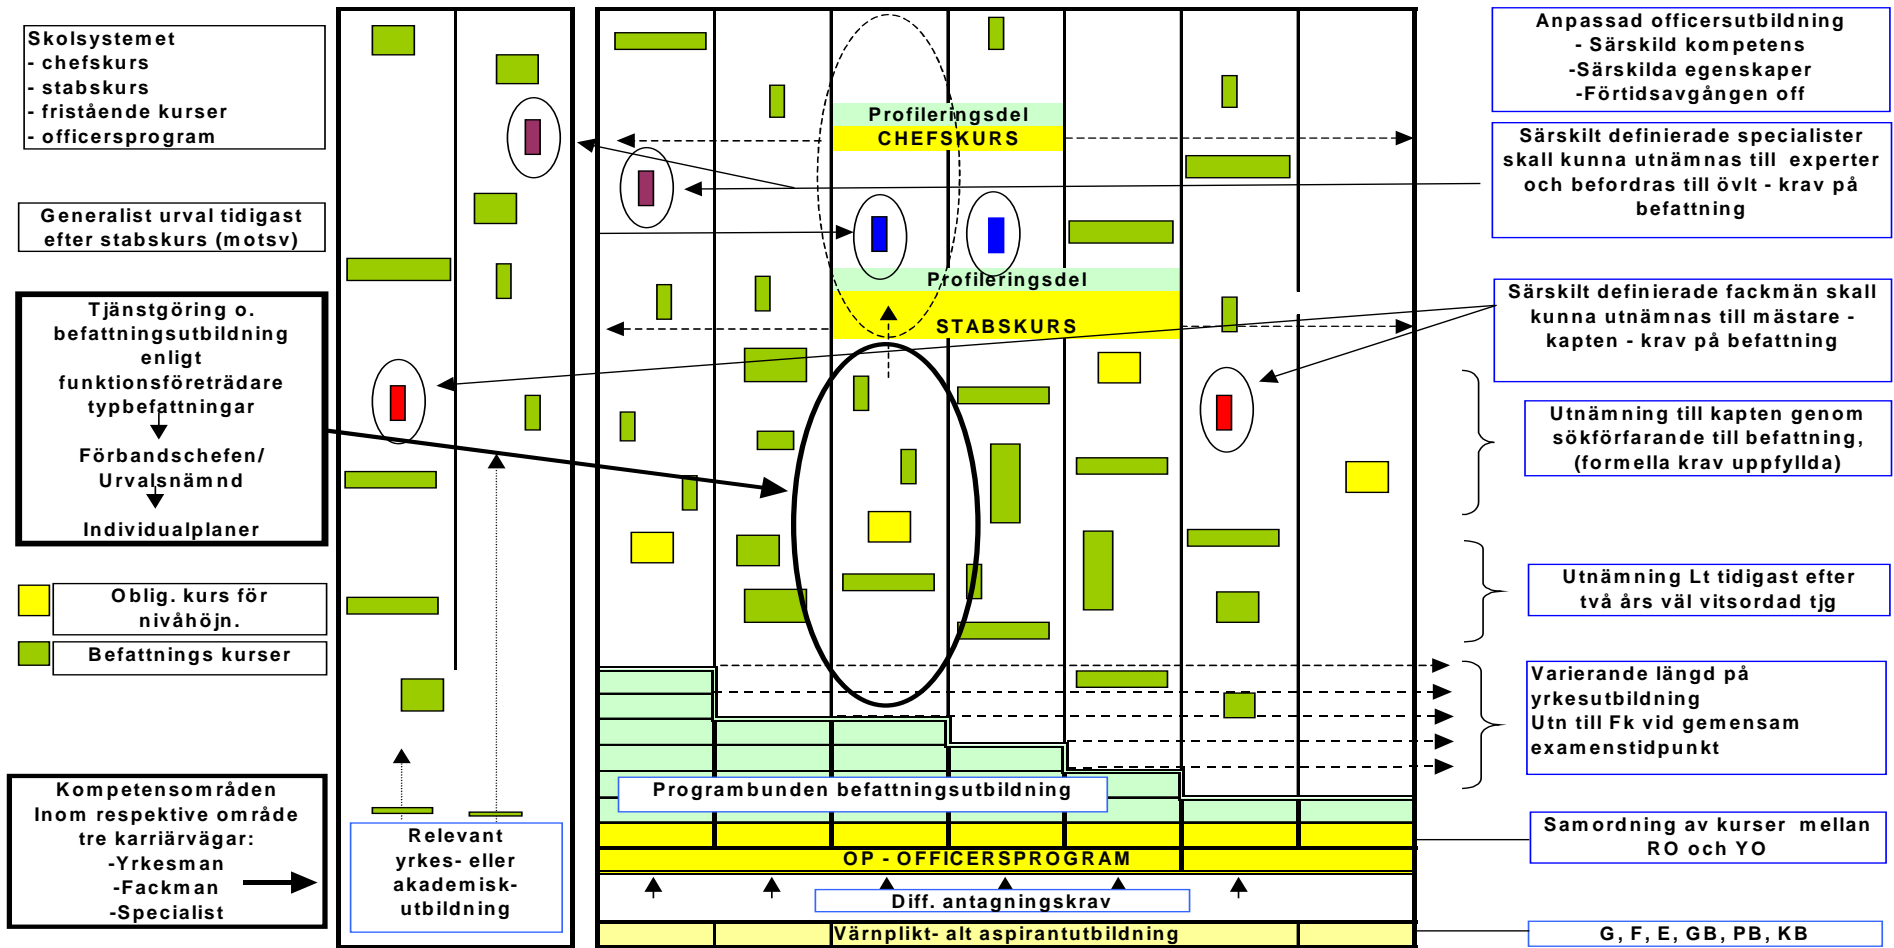 Skolsystemet
- chefskurs
- stabskurs
- fristående kurser
- officersprogram
Generalist urval tidigast
efter stabskurs (motsv)
Tjänstgöring o.
befattningsutbildning
enligt
funktionsföreträdare
typbefattningar
Förbandschefen/
Urvalsnämnd
Individualplaner
Oblig. kurs för
nivåhöjn.
Befattnings kurser
Kompetensområden
Inom respektive område
tre karriärvägar:
-Yrkesman
-Fackman
-Specialist
Relevant
yrkes- eller
akademisk-
utbildning
Profileringsdel
CHEFSKURS
Profileringsdel
STABSKURS
Programbunden befattningsutbildning
OP - OFFICERSPROGRAM
Diff. antagningskrav
Värnplikt- alt aspirantutbildning
Anpassad officersutbildning
- Särskild kompetens
-Särskilda egenskaper
-Förtidsavgången off
Särskilt definierade specialister
skall kunna utnämnas till experter
och befordras till övlt - krav på
befattning
Särskilt definierade fackmän skall
kunna utnämnas till mästare -
kapten - krav på befattning
Utnämning till kapten genom
sökförfarande till befattning,
(formella krav uppfyllda)
Utnämning Lt tidigast efter
två års väl vitsordad tjg
Varierande längd på
yrkesutbildning
Utn till Fk vid gemensam
examenstidpunkt
Samordning av kurser mellan
RO och YO
G, F, E, GB, PB, KB